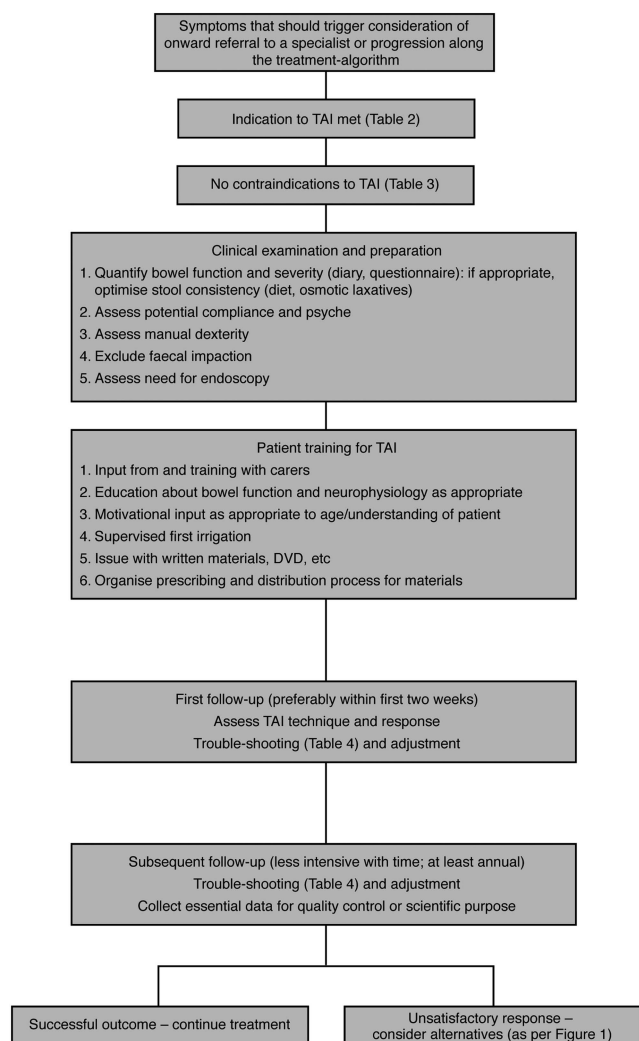 Symptoms that should trigger consideration of
onward referral to a specialist or progression along
the treatment-algorithm
Indication to TAI met (Table 2)
No contraindications to TAI (Table 3)
Clinical examination and preparation
1. Quantify bowel function and severity (diary, questionnaire): if appropriate,
optimise stool consistency (diet, osmotic laxatives)
2. Assess potential compliance and psyche
3. Assess manual dexterity
4. Exclude faecal impaction
5. Assess need for endoscopy
Patient training for TAI
1. Input from and training with carers
2. Education about bowel function and neurophysiology as appropriate
3. Motivational input as appropriate to age/understanding of patient
4. Supervised first irrigation
5. Issue with written materials, DVD, etc
6. Organise prescribing and distribution process for materials
First follow-up (preferably within first two weeks)
Assess TAI technique and response
Trouble-shooting (Table 4) and adjustment
Subsequent follow-up (less intensive with time; at least annual)
Trouble-shooting (Table 4) and adjustment
Collect essential data for quality control or scientific purpose
Successful outcome – continue treatment
Unsatisfactory response –
consider alternatives (as per Figure 1)